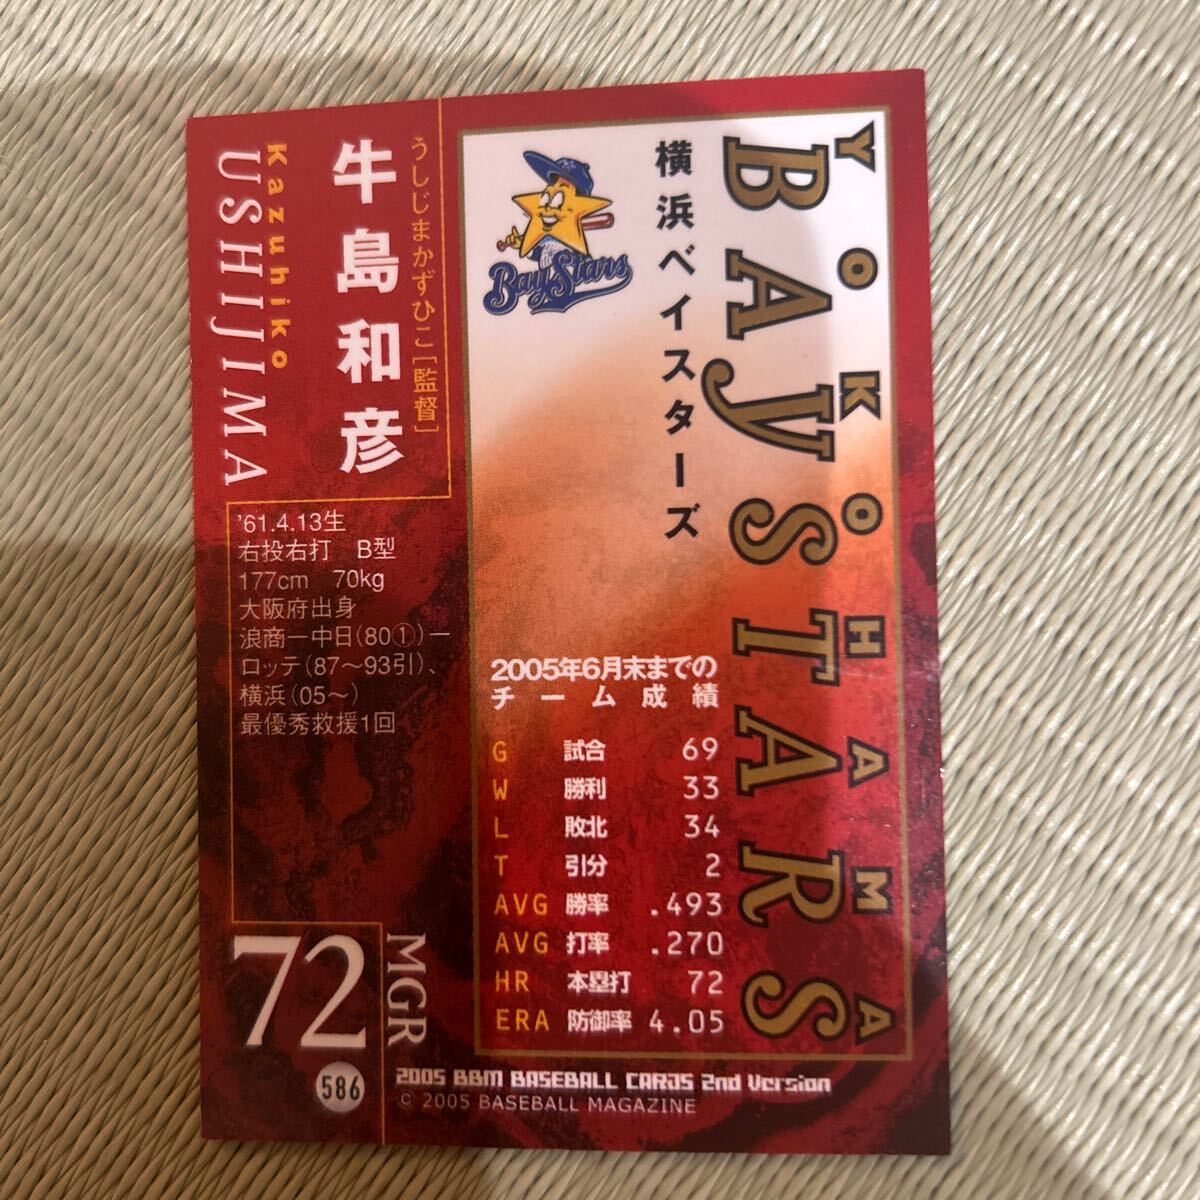 YOKOHAMA
BAYSTARS
横浜ベイスターズ
BayStars
うしじまかずひこ[監督]
牛島和彦
Kazuhiko
USHIJIMA
'61.4.13生
右投右打 B型
177cm 70kg
大阪府出身
浪商ー中日(80①)ー
ロッテ(87〜93引)、
横浜(05〜)
最優秀救援1回
2005年6月末までの
チーム成績
G 試合 69
W 勝利 33
L 敗北 34
T 引分 2
AVG 勝率 .493
AVG 打率 .270
HR 本塁打 72
ERA 防御率 4.05
72
MGR
586
2005 BBM BASEBALL CARDS 2nd Version
© 2005 BASEBALL MAGAZINE